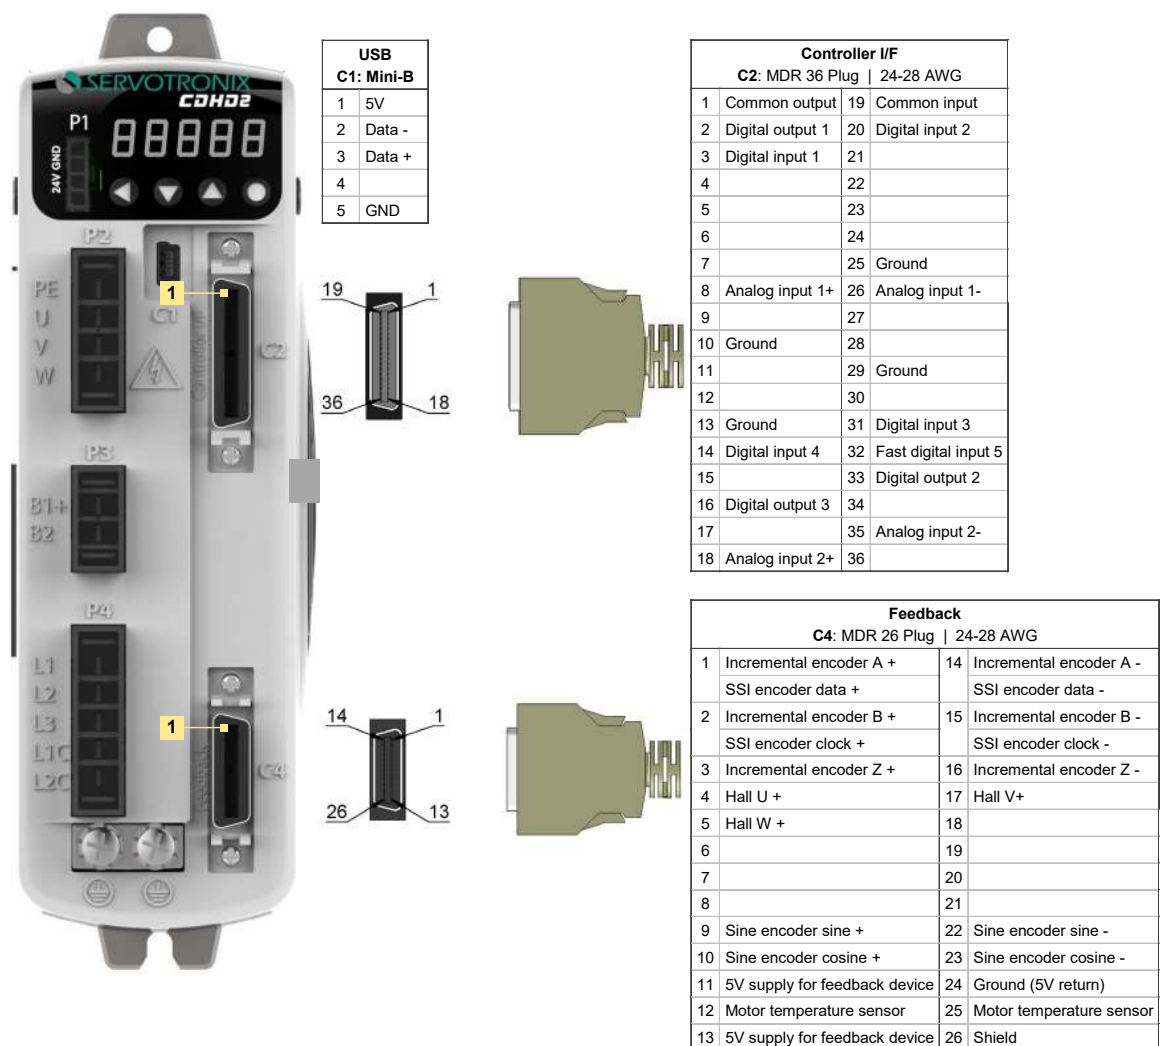 SERVOTRONIX
CDHD2
P1
24V GND
88888
P2
PE
U
V
W
1
C1
Controller I/F
C2
P3
B1+
B2
P4
L1
L2
L3
L1C
L2C
1
Feedback
C4
USB
C1: Mini-B
1 5V
2 Data -
3 Data +
4
5 GND
19 1
36 18
14 1
26 13
Controller I/F
C2: MDR 36 Plug | 24-28 AWG
1 Common output 19 Common input
2 Digital output 1 20 Digital input 2
3 Digital input 1 21
4 22
5 23
6 24
7 25 Ground
8 Analog input 1+ 26 Analog input 1-
9 27
10 Ground 28
11 29 Ground
12 30
13 Ground 31 Digital input 3
14 Digital input 4 32 Fast digital input 5
15 33 Digital output 2
16 Digital output 3 34
17 35 Analog input 2-
18 Analog input 2+ 36
Feedback
C4: MDR 26 Plug | 24-28 AWG
1 Incremental encoder A + 14 Incremental encoder A -
SSI encoder data + SSI encoder data -
2 Incremental encoder B + 15 Incremental encoder B -
SSI encoder clock + SSI encoder clock -
3 Incremental encoder Z + 16 Incremental encoder Z -
4 Hall U + 17 Hall V+
5 Hall W + 18
6 19
7 20
8 21
9 Sine encoder sine + 22 Sine encoder sine -
10 Sine encoder cosine + 23 Sine encoder cosine -
11 5V supply for feedback device 24 Ground (5V return)
12 Motor temperature sensor 25 Motor temperature sensor
13 5V supply for feedback device 26 Shield